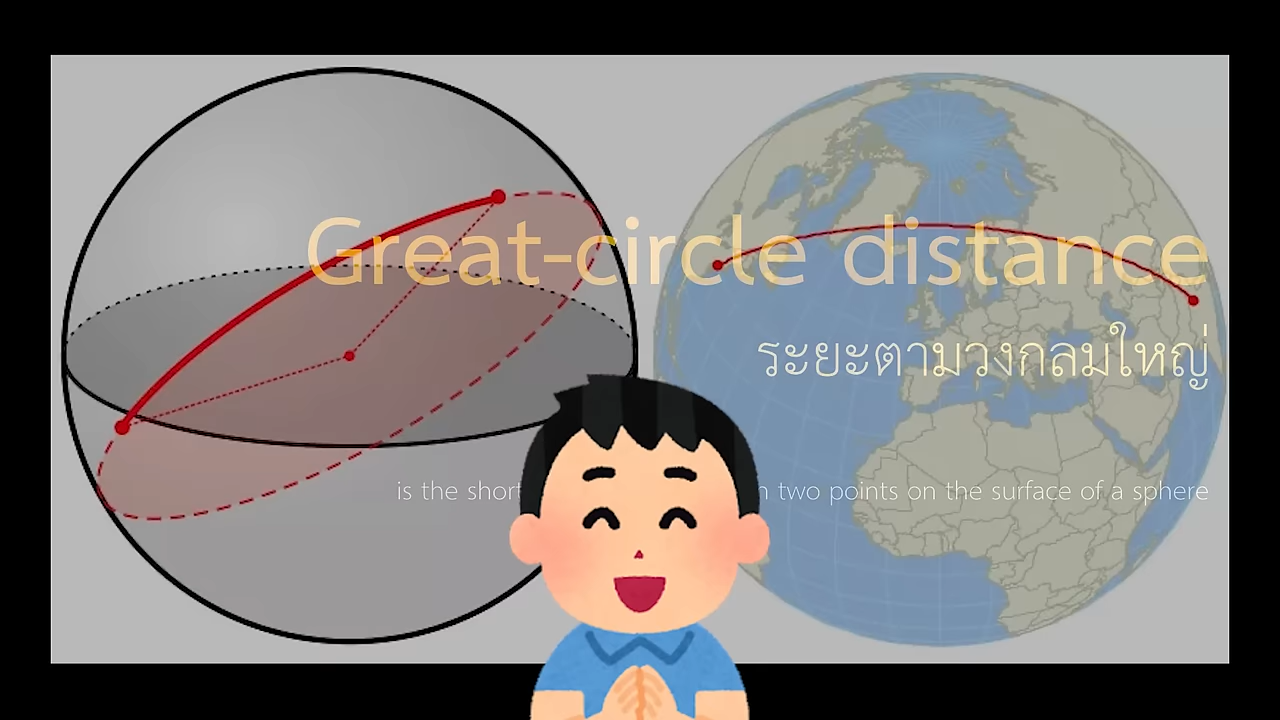 Great-circle distance
ระยะตามวงกลมใหญ่
is the short two points on the surface of a sphere